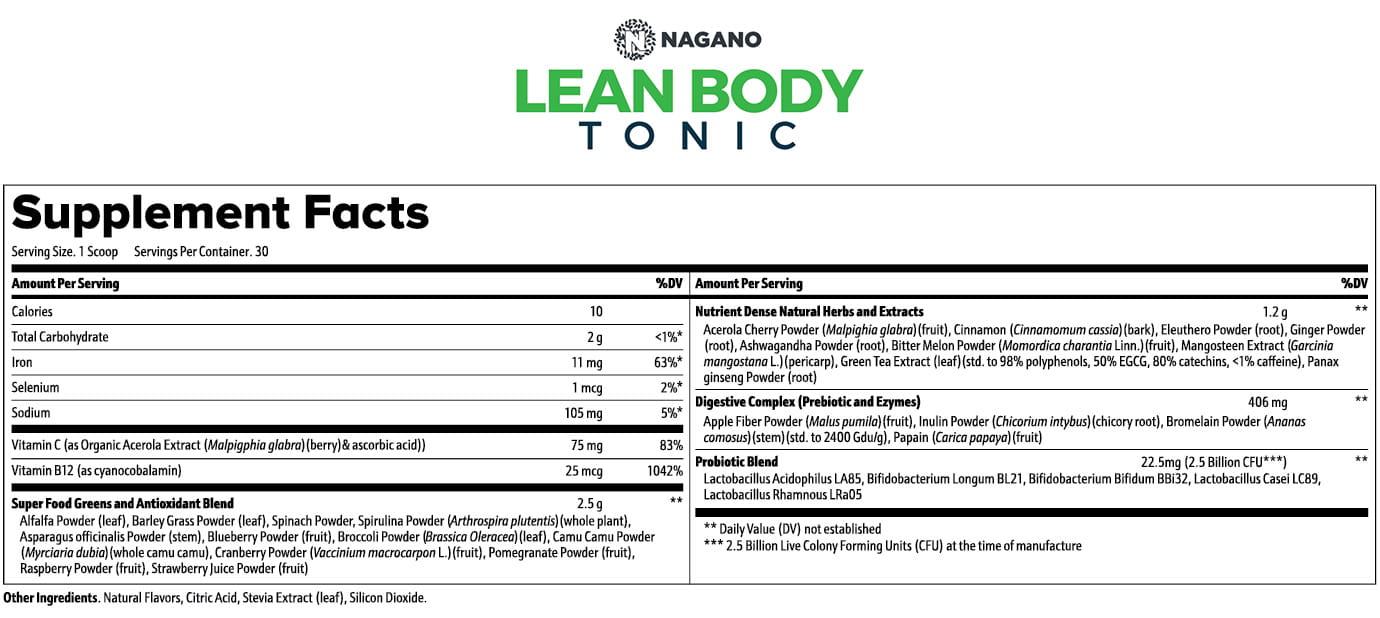 NAGANO
LEAN BODY
TONIC
Supplement Facts
Serving Size. 1 Scoop Servings Per Container. 30
Amount Per Serving %DV
Calories 10
Total Carbohydrate 2 g <1%*
Iron 11 mg 63%*
Selenium 1 mcg 2%*
Sodium 105 mg 5%*
Vitamin C (as Organic Acerola Extract (Malpigphia glabra)(berry)& ascorbic acid)) 75 mg 83%
Vitamin B12 (as cyanocobalamin) 25 mcg 1042%
Super Food Greens and Antioxidant Blend 2.5 g **
Alfalfa Powder (leaf), Barley Grass Powder (leaf), Spinach Powder, Spirulina Powder (Arthrospira plutentis)(whole plant),
Asparagus officinalis Powder (stem), Blueberry Powder (fruit), Broccoli Powder (Brassica Oleracea)(leaf), Camu Camu Powder
(Myrciaria dubia)(whole camu camu), Cranberry Powder (Vaccinium macrocarpon L.)(fruit), Pomegranate Powder (fruit),
Raspberry Powder (fruit), Strawberry Juice Powder (fruit)
Amount Per Serving %DV
Nutrient Dense Natural Herbs and Extracts 1.2 g **
Acerola Cherry Powder (Malpighia glabra)(fruit), Cinnamon (Cinnamomum cassia)(bark), Eleuthero Powder (root), Ginger Powder
(root), Ashwagandha Powder (root), Bitter Melon Powder (Momordica charantia Linn.)(fruit), Mangosteen Extract (Garcinia
mangostana L.)(pericarp), Green Tea Extract (leaf)(std. to 98% polyphenols, 50% EGCG, 80% catechins, <1% caffeine), Panax
ginseng Powder (root)
Digestive Complex (Prebiotic and Ezymes) 406 mg **
Apple Fiber Powder (Malus pumila)(fruit), Inulin Powder (Chicorium intybus)(chicory root), Bromelain Powder (Ananas
comosus)(stem)(std. to 2400 Gdu/g), Papain (Carica papaya)(fruit)
Probiotic Blend 22.5mg (2.5 Billion CFU***) **
Lactobacillus Acidophilus LA85, Bifidobacterium Longum BL21, Bifidobacterium Bifidum BBi32, Lactobacillus Casei LC89,
Lactobacillus Rhamnous LRa05
** Daily Value (DV) not established
*** 2.5 Billion Live Colony Forming Units (CFU) at the time of manufacture
Other Ingredients. Natural Flavors, Citric Acid, Stevia Extract (leaf), Silicon Dioxide.